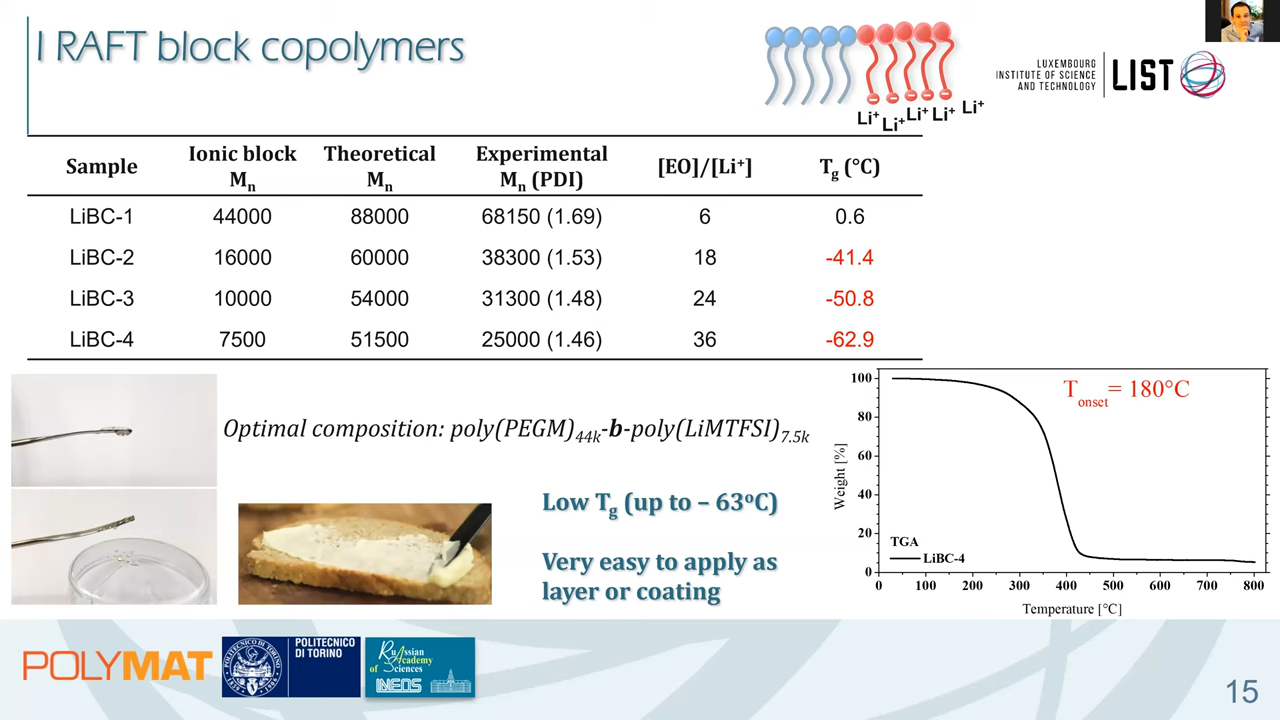 I RAFT block copolymers
Li⁺ Li⁺ Li⁺ Li⁺ Li⁺
LUXEMBOURG
INSTITUTE OF SCIENCE
AND TECHNOLOGY
LIST
Sample Ionic block Mn Theoretical Mn Experimental Mn (PDI) [EO]/[Li⁺] Tg (°C)
LiBC-1 44000 88000 68150 (1.69) 6 0.6
LiBC-2 16000 60000 38300 (1.53) 18 -41.4
LiBC-3 10000 54000 31300 (1.48) 24 -50.8
LiBC-4 7500 51500 25000 (1.46) 36 -62.9
Optimal composition: poly(PEGM)44k-b-poly(LiMTFSI)7.5k
Low Tg (up to – 63°C)
Very easy to apply as
layer or coating
Tonset= 180°C
100
80
60
40
20
0
Weight [%]
TGA
LiBC-4
0 100 200 300 400 500 600 700 800
Temperature [°C]
POLYMAT
POLITECNICO DI TORINO
POLITECNICO
DI TORINO
Russian
Academy
of Sciences
INEOS
15